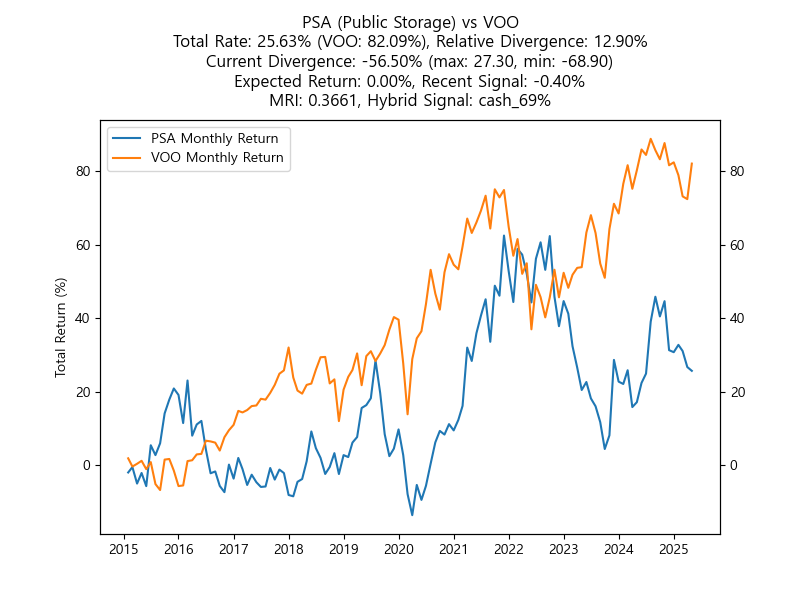 PSA (Public Storage) vs VOO
Total Rate: 25.63% (VOO: 82.09%), Relative Divergence: 12.90%
Current Divergence: -56.50% (max: 27.30, min: -68.90)
Expected Return: 0.00%, Recent Signal: -0.40%
MRI: 0.3661, Hybrid Signal: cash_69%
PSA Monthly Return
VOO Monthly Return
Total Return (%)
80
60
40
20
0
80
60
40
20
0
2015 2016 2017 2018 2019 2020 2021 2022 2023 2024 2025